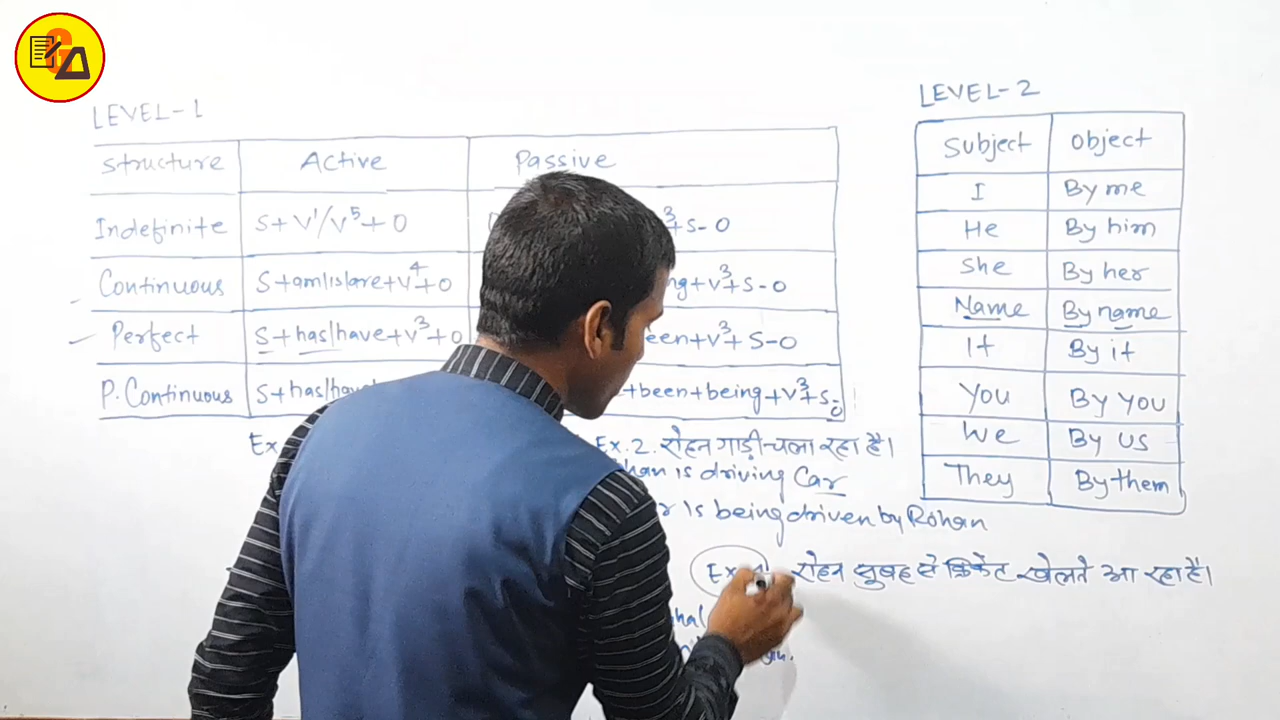 LEVEL-1
Structure Active Passive
Indefinite S+V¹/V⁵+O ³+S-O
Continuous S+am/is/are+V⁴+O ng+V³+S-O
Perfect S+has/have+V³+O een+V³+S-O
P. Continuous S+has/have +been+being+V³+S-O
LEVEL-2
Subject Object
I By me
He By him
She By her
Name By name
It By it
You By you
We By us
They By them
Ex. 2. रोहन गाड़ी चला रहा है।
han is driving Car
r is being driven by Rohan
Ex रोहन सुबह से क्रिकेट खेलते आ रहा है।